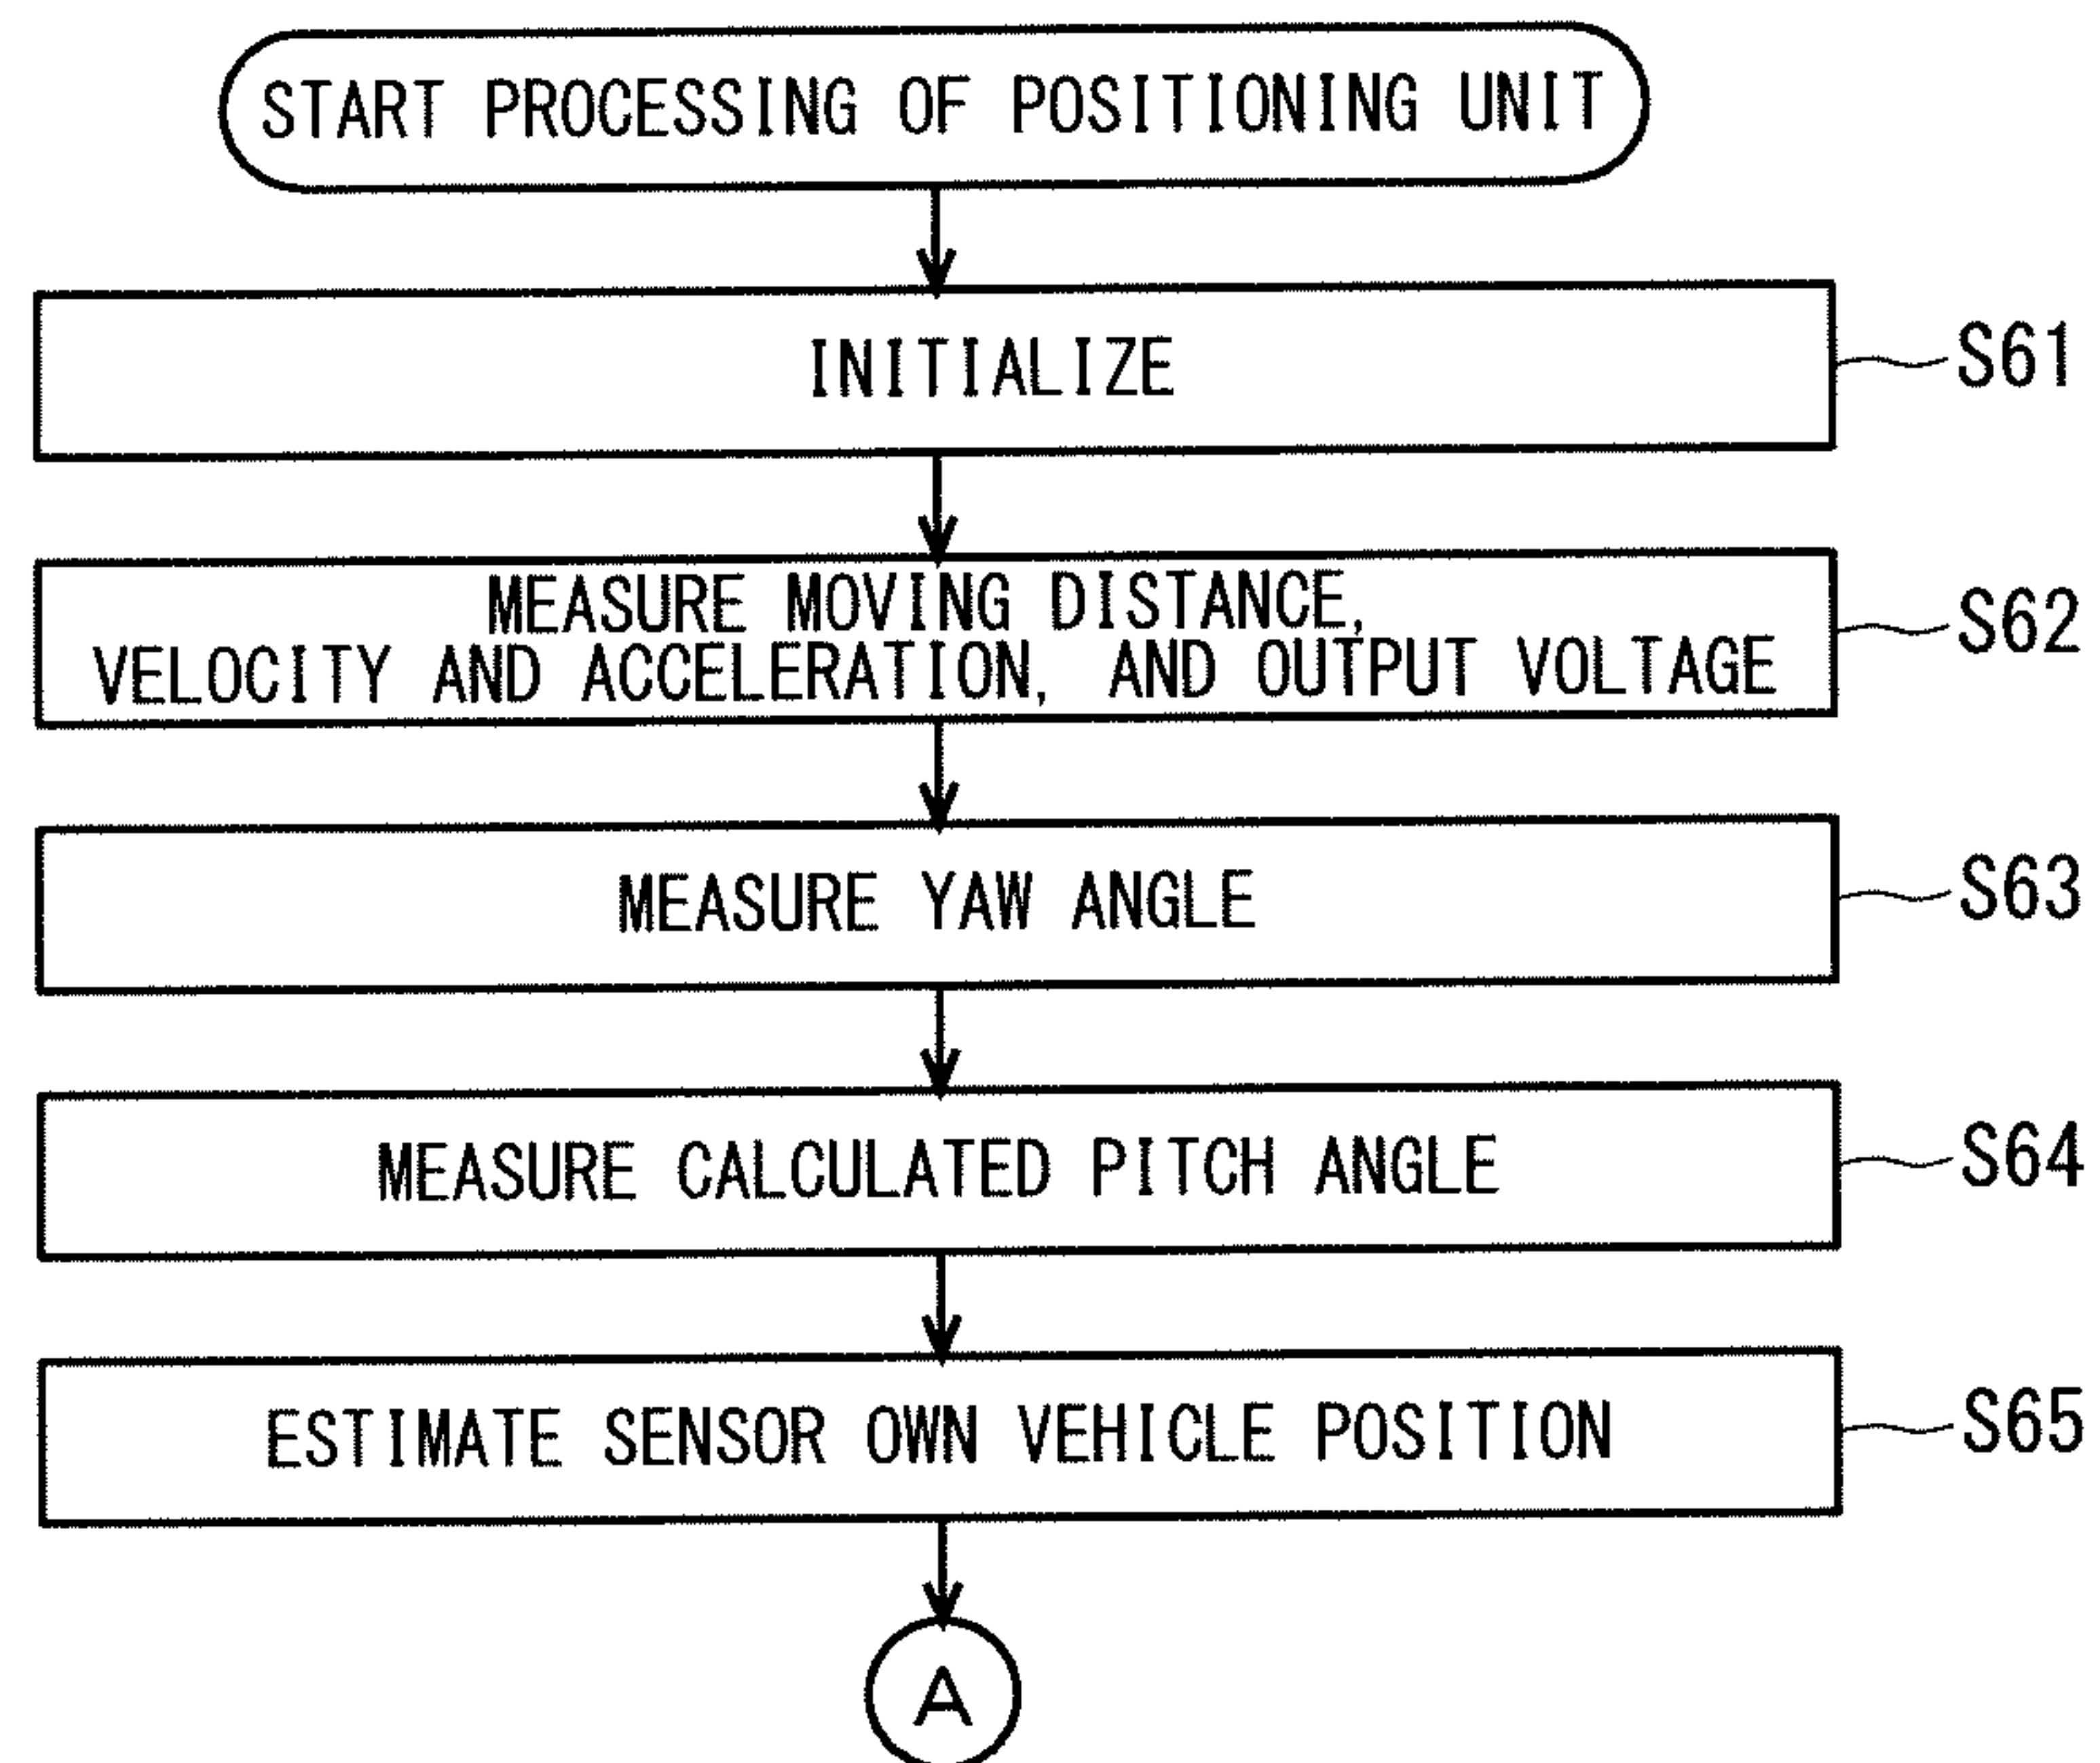 START PROCESSING OF POSITIONING UNIT
INITIALIZE
S61
MEASURE MOVING DISTANCE,
VELOCITY AND ACCELERATION, AND OUTPUT VOLTAGE
S62
MEASURE YAW ANGLE
S63
MEASURE CALCULATED PITCH ANGLE
S64
ESTIMATE SENSOR OWN VEHICLE POSITION
S65
A